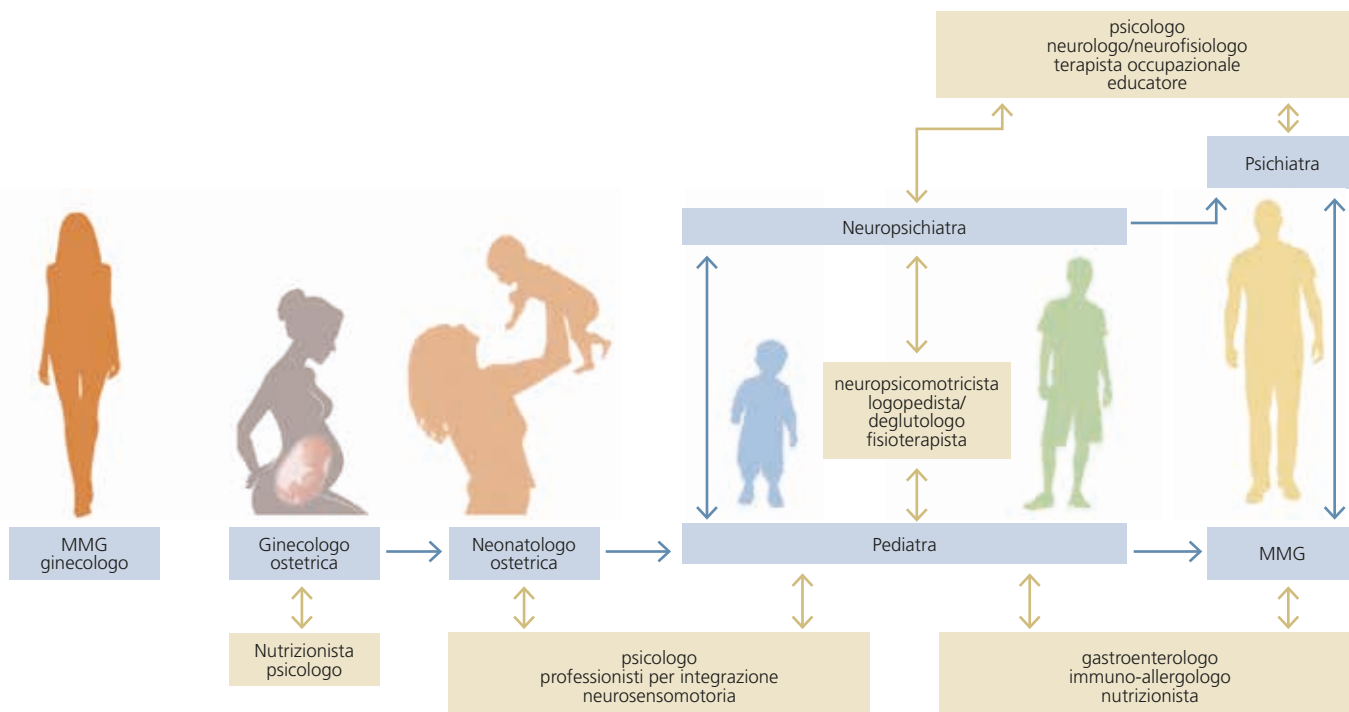 psicologo
neurologo/neurofisiologo
terapista occupazionale
educatore
Psichiatra
Neuropsichiatra
neuropsicomotricista
logopedista/
deglutologo
fisioterapista
MMG
ginecologo
Ginecologo
ostetrica
Neonatologo
ostetrica
Pediatra
MMG
Nutrizionista
psicologo
psicologo
professionisti per integrazione
neurosensomotoria
gastroenterologo
immuno-allergologo
nutrizionista